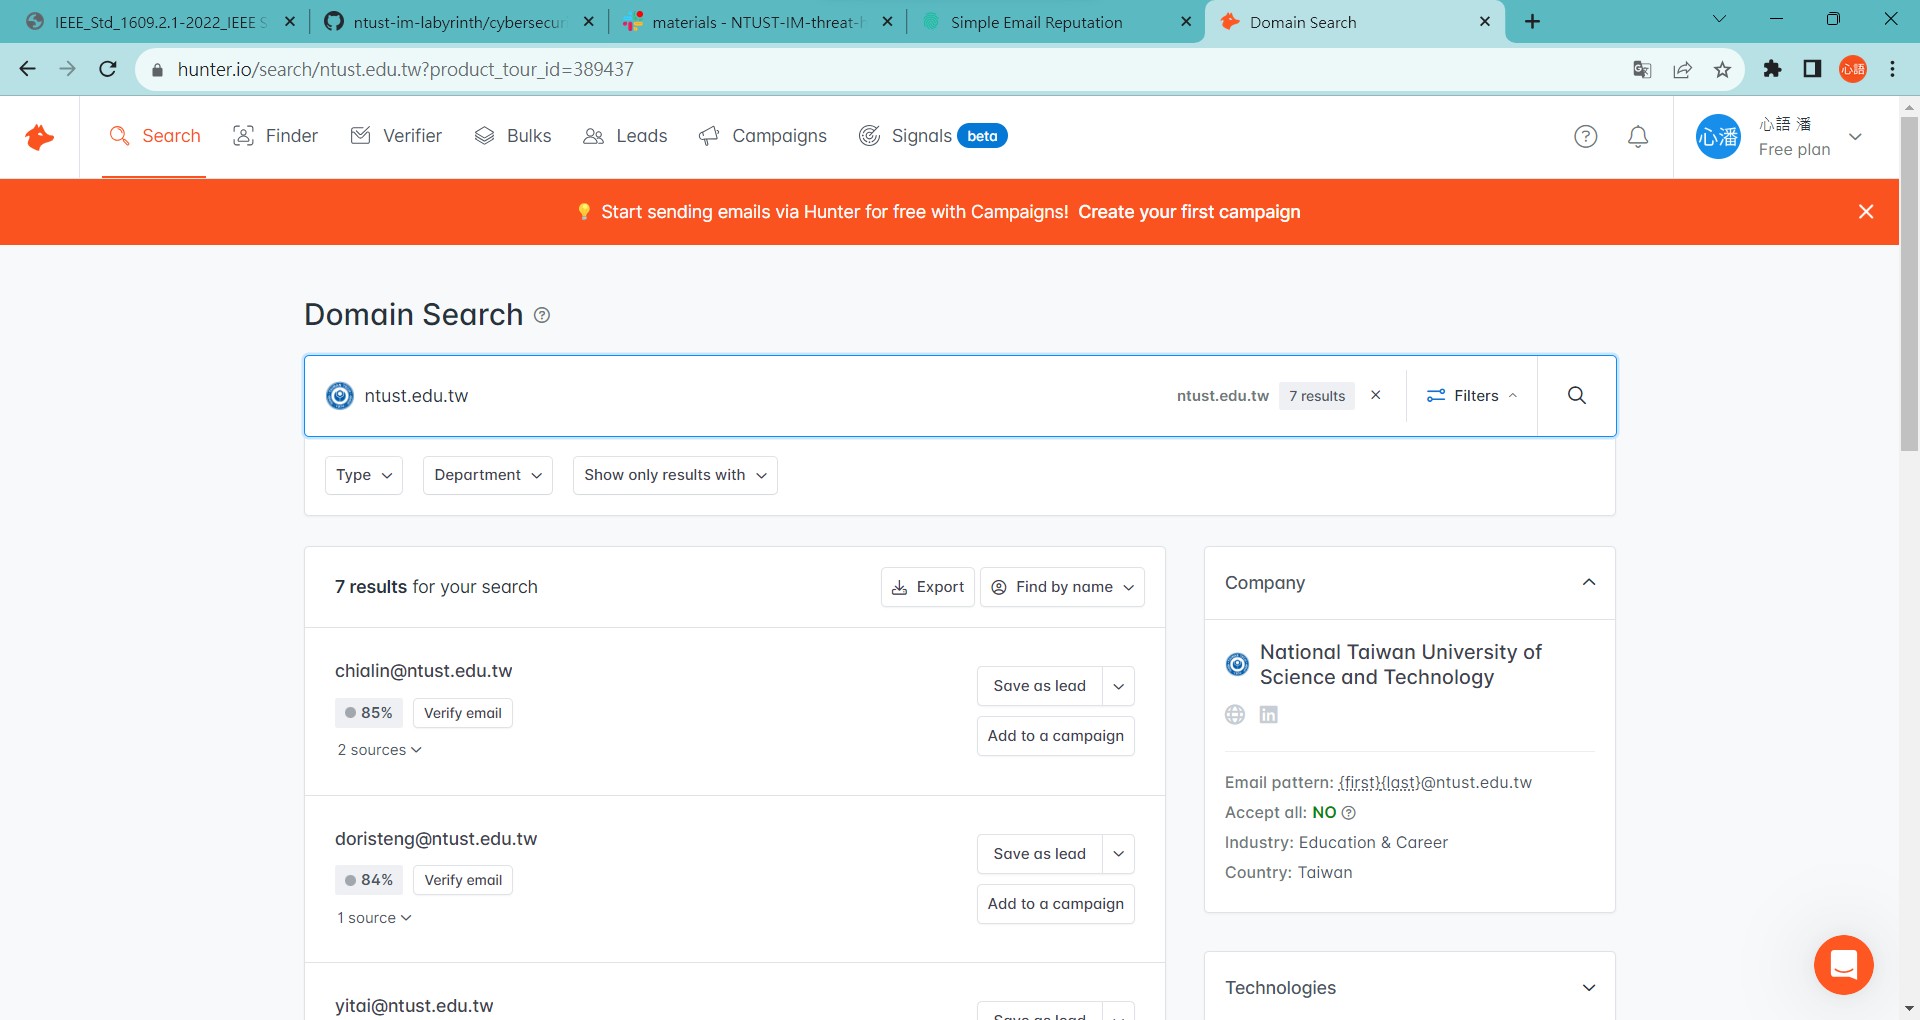 IEEE_Std_1609.2.1-2022_IEEE S
ntust-im-labyrinth/cybersecuri
materials - NTUST-IM-threat-h
Simple Email Reputation
Domain Search
hunter.io/search/ntust.edu.tw?product_tour_id=389437
心語
Search
Finder
Verifier
Bulks
Leads
Campaigns
Signals beta
心潘
心語 潘
Free plan
Start sending emails via Hunter for free with Campaigns! Create your first campaign
Domain Search
ntust.edu.tw
ntust.edu.tw 7 results
Filters
Type
Department
Show only results with
7 results for your search
Export
Find by name
chialin@ntust.edu.tw
85%
Verify email
2 sources
Save as lead
Add to a campaign
doristeng@ntust.edu.tw
84%
Verify email
1 source
Save as lead
Add to a campaign
yitai@ntust.edu.tw
Save as lead
Company
National Taiwan University of
Science and Technology
Email pattern: {first}{last}@ntust.edu.tw
Accept all: NO
Industry: Education & Career
Country: Taiwan
Technologies